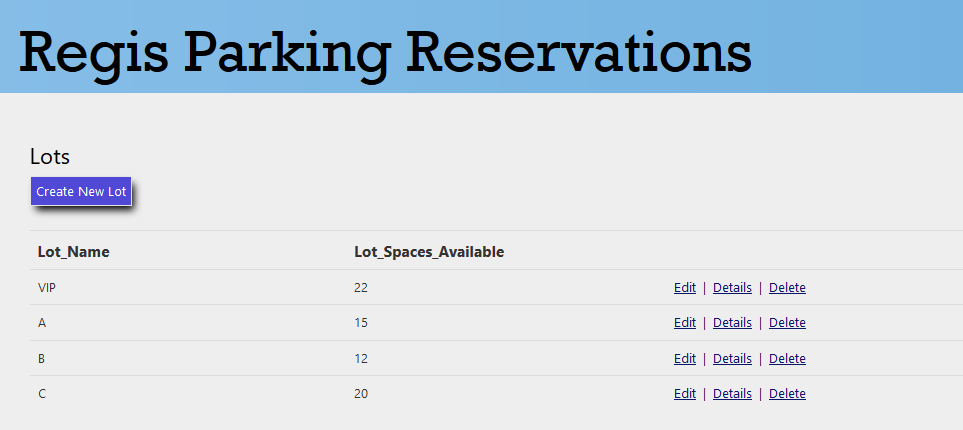 Regis Parking Reservations
Lots
Create New Lot
Lot_Name Lot_Spaces_Available
VIP 22 Edit | Details | Delete
A 15 Edit | Details | Delete
B 12 Edit | Details | Delete
C 20 Edit | Details | Delete